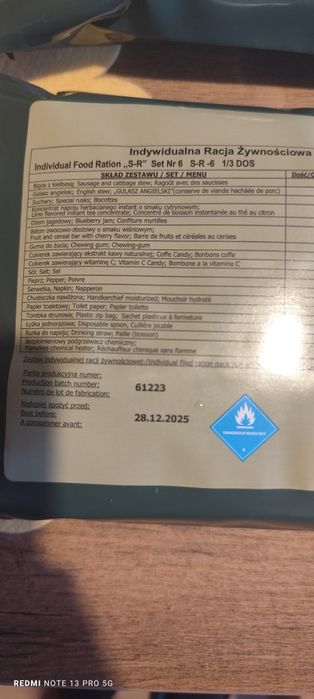 Indywidualna Racja Żywnościowa
Individual Food Ration „S-R" Set Nr 6 S-R -6 1/3 DOS
SKŁAD ZESTAWU / SET / MENU
Bigos z kiełbasą; Sausage and cabbage stew; Ragoût avec des saucisses
Gulasz angielski; English stew; „GULASZ ANGIELSKI"(conserve de viande hachée de porc)
Suchary; Special rusks; Biscottes
Koncentrat napoju herbacianego instant o smaku cytrynowym;
Lime flavored instant tea concentrate; Concentré de boisson instantanée au thé au citron
Dżem jagodowy; Blueberry jam; Confiture myrtilles
Baton owocowo-zbożowy o smaku wiśniowym;
Fruit and cereal bar with cherry flavor; Barre de fruits et céréales au cerises
Guma do żucia; Chewing gum; Chewing-gum
Cukierek zawierający ekstrakt kawy naturalnej; Coffe Candy; Bonbons coffe
Cukierek zawierający witaminę C; Vitamin C Candy; Bombone a la vitamine C
Sól; Salt; Sel
Pieprz; Pepper; Poivre
Serwetka, Napkin; Napperon
Chusteczka nawilżona; Handkerchief moisturized; Mouchoir hydraté
Papier toaletowy; Toilet paper; Papier toilette
Torebka strunowa; Plastic zip bag; Sachet plastique à fermeture
Łyżka jednorazowa; Disposable spoon, Cuillère jetable
Rurka do napoju; Drinking straw; Paille (boisson)
Bezpłomieniowy podgrzewacz chemiczny;
Flameless chemical heater; Réchauffeur chimique sans flamme
Zestaw indywidualnej racji żywnościowej;/Individual filed ration pack;
Partia produkcyjna numer:
Production batch number:
Numéro de lot de fabrication:
61223
Najlepiej spożyć przed:
Best before:
A consommer avant:
28.12.2025
4
REDMI NOTE 13 PRO 5G